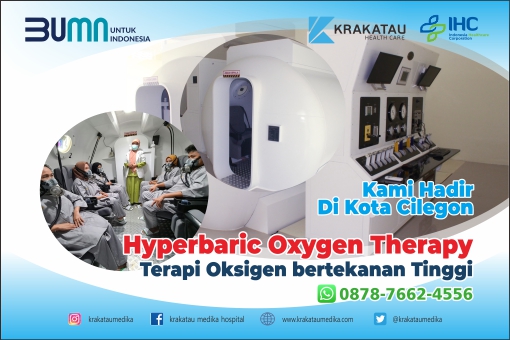 BUMN UNTUK INDONESIA
KRAKATAU HEALTH CARE
IHC Indonesia Healthcare Corporation
Kami Hadir
Di Kota Cilegon
Hyperbaric Oxygen Therapy
Terapi Oksigen bertekanan Tinggi
0878-7662-4556
krakataumedika
krakatau medika hospital
www.krakataumedika.com
@krakataumedika